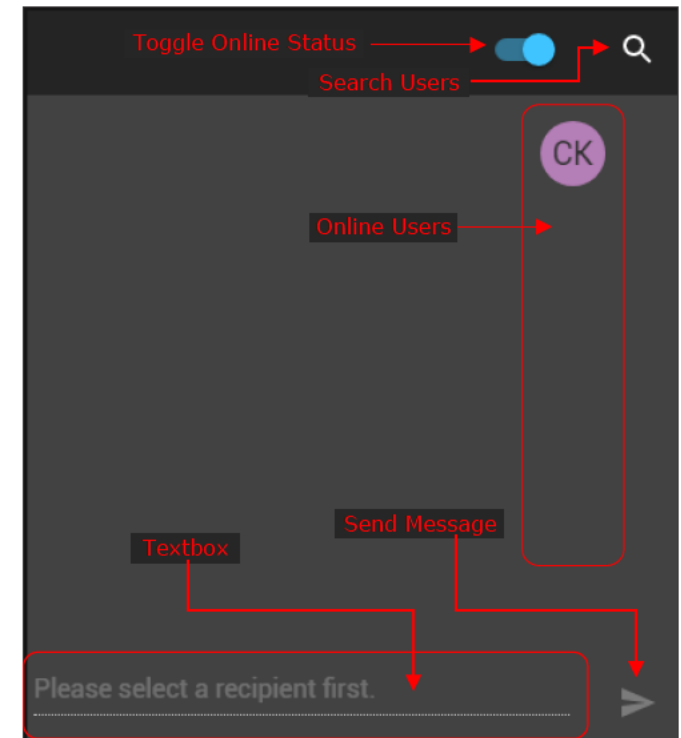 Toggle Online Status
Search Users
CK
Online Users
Send Message
Textbox
Please select a recipient first.